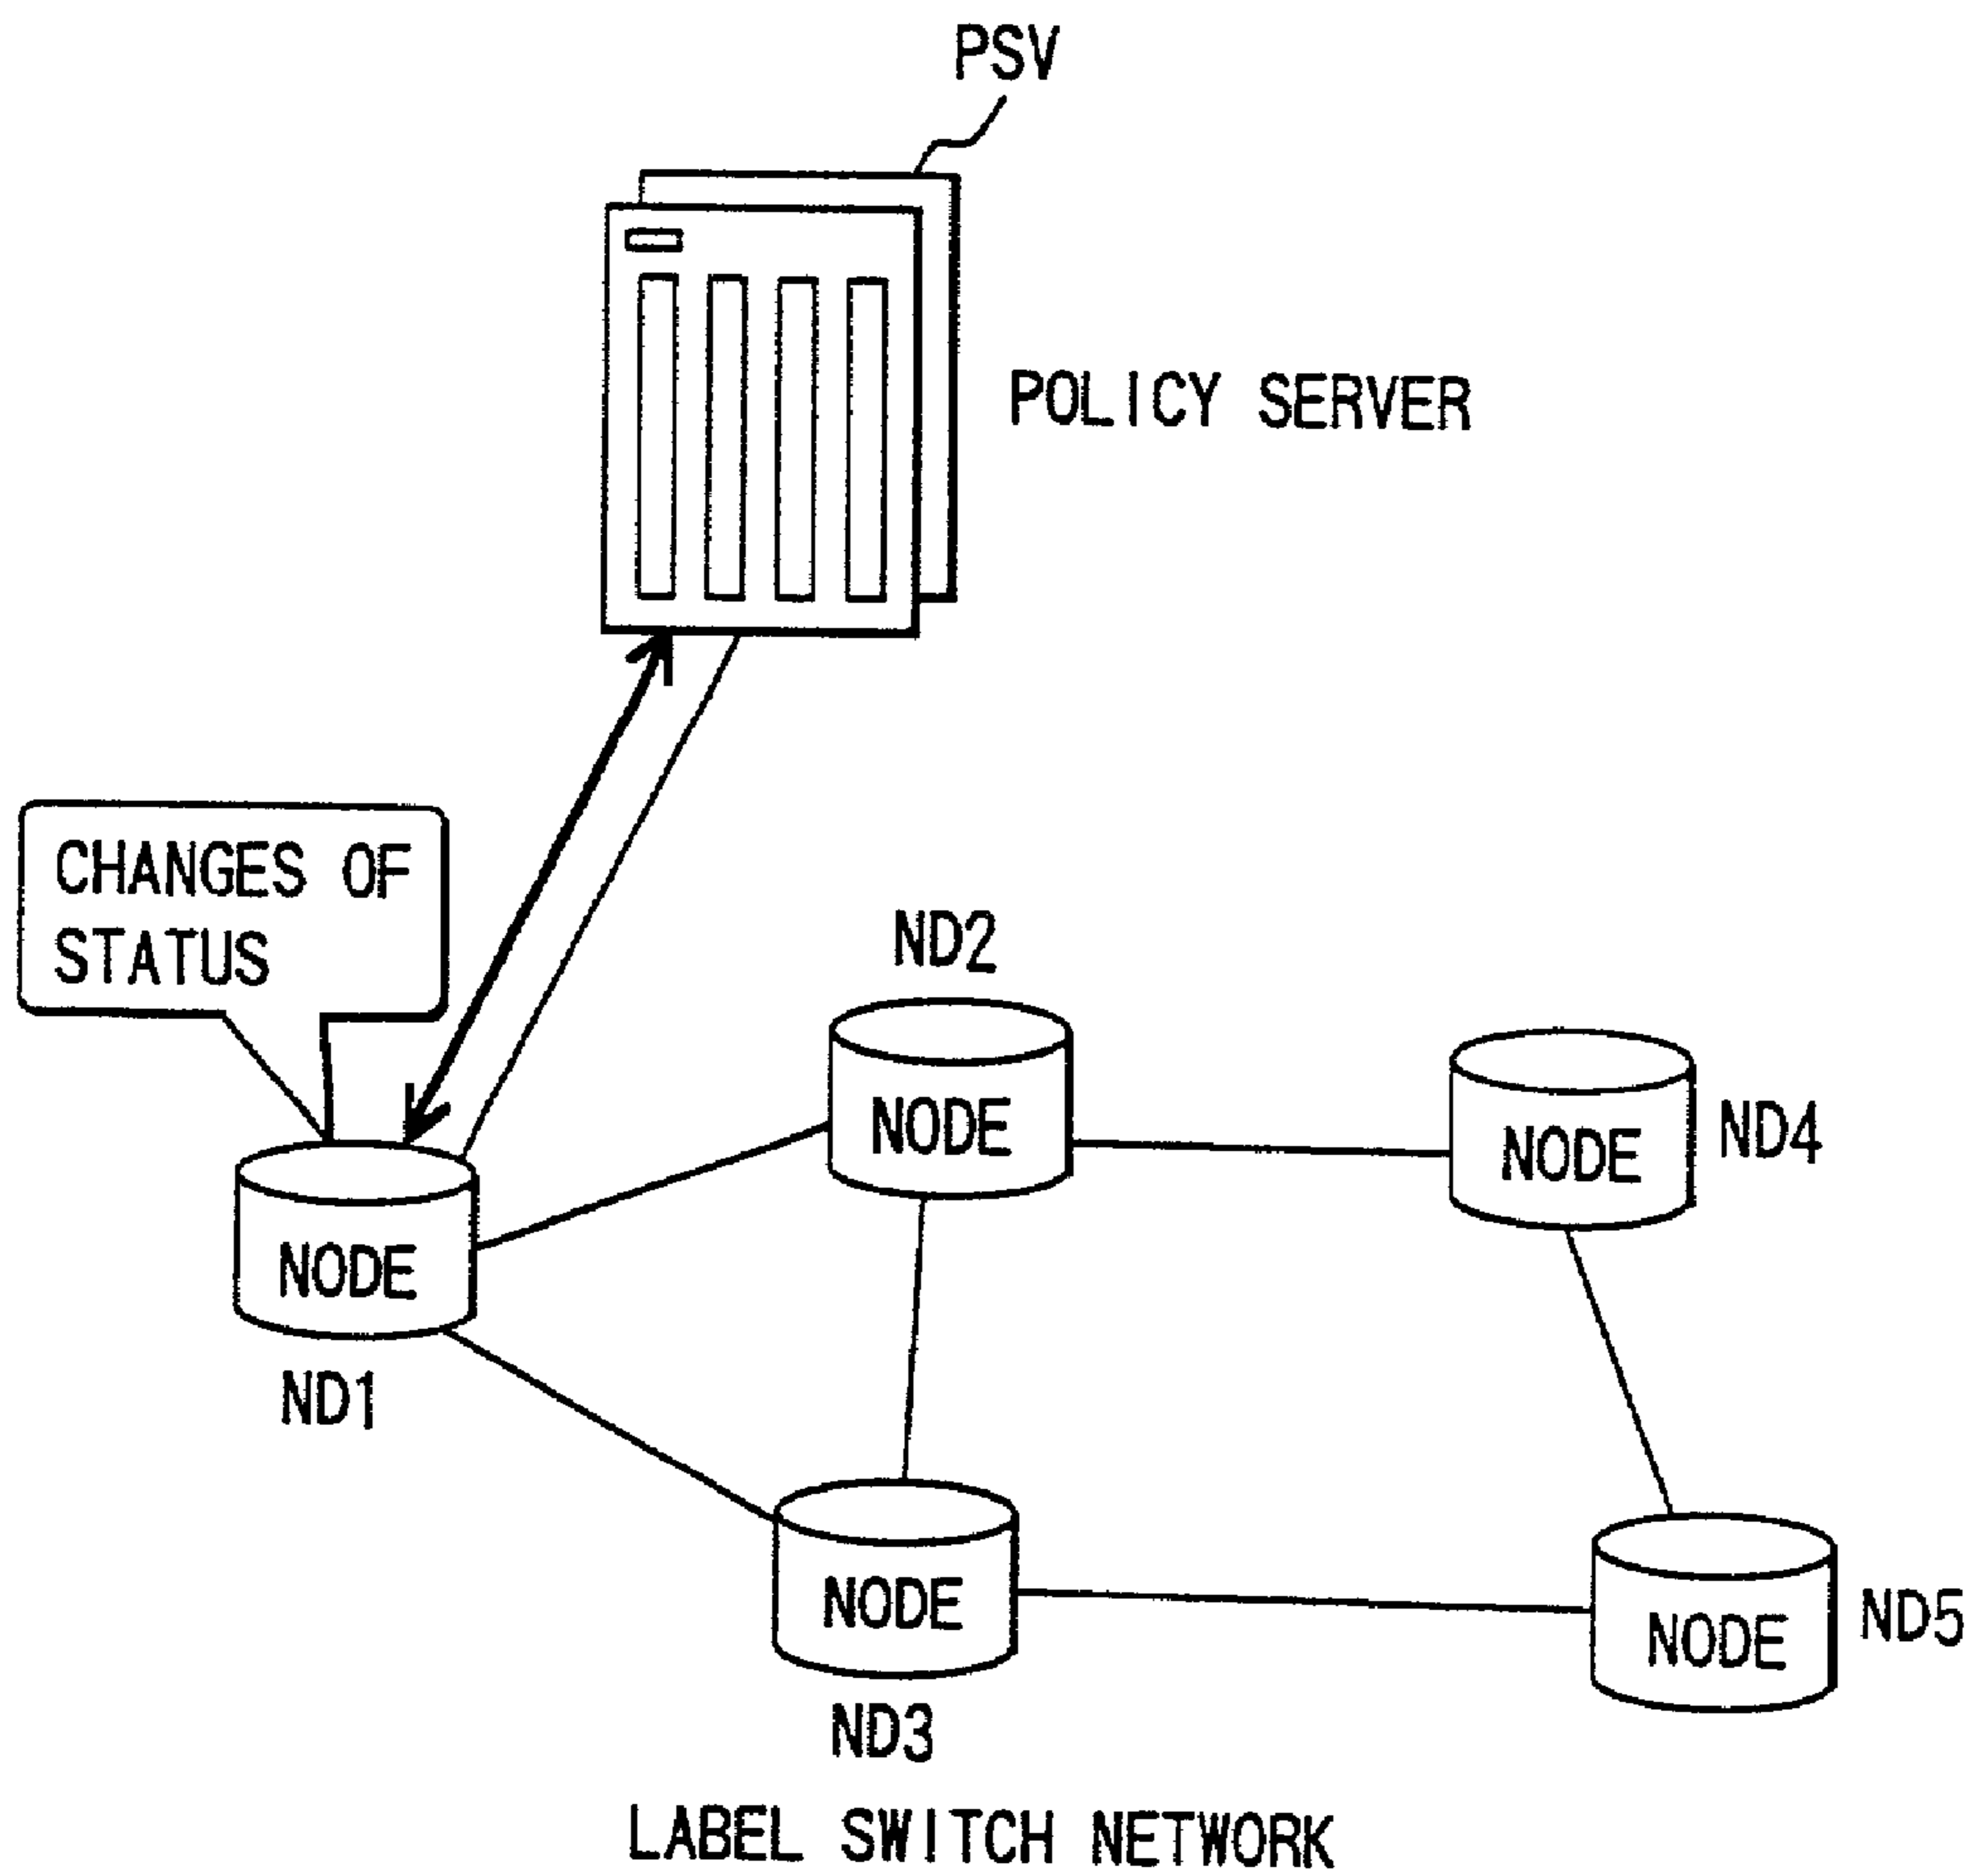 PSV
POLICY SERVER
CHANGES OF
STATUS
ND2
NODE
NODE
ND4
NODE
ND1
NODE
NODE
ND5
ND3
LABEL SWITCH NETWORK